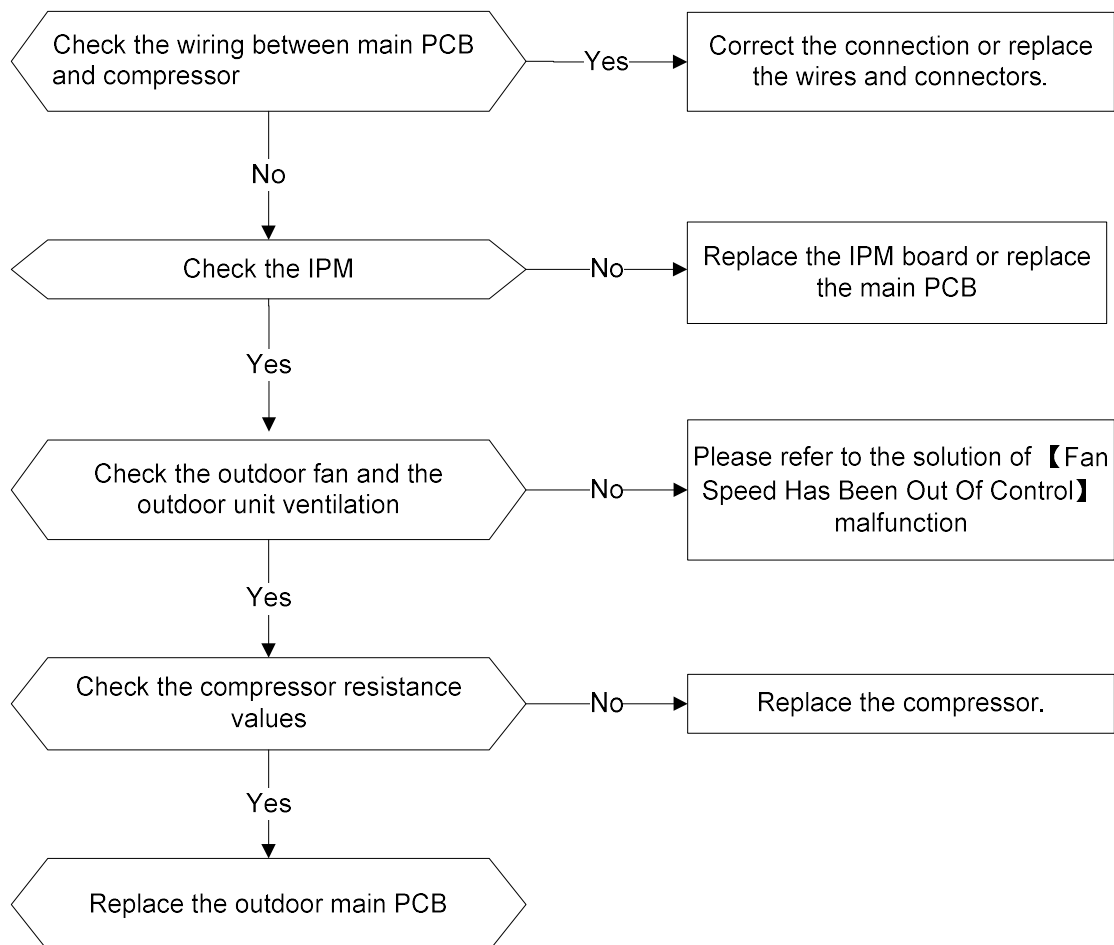 Check the wiring between main PCB
and compressor
Yes
Correct the connection or replace
the wires and connectors.
No
Check the IPM
No
Replace the IPM board or replace
the main PCB
Yes
Check the outdoor fan and the
outdoor unit ventilation
No
Please refer to the solution of【Fan
Speed Has Been Out Of Control】
malfunction
Yes
Check the compressor resistance
values
No
Replace the compressor.
Yes
Replace the outdoor main PCB